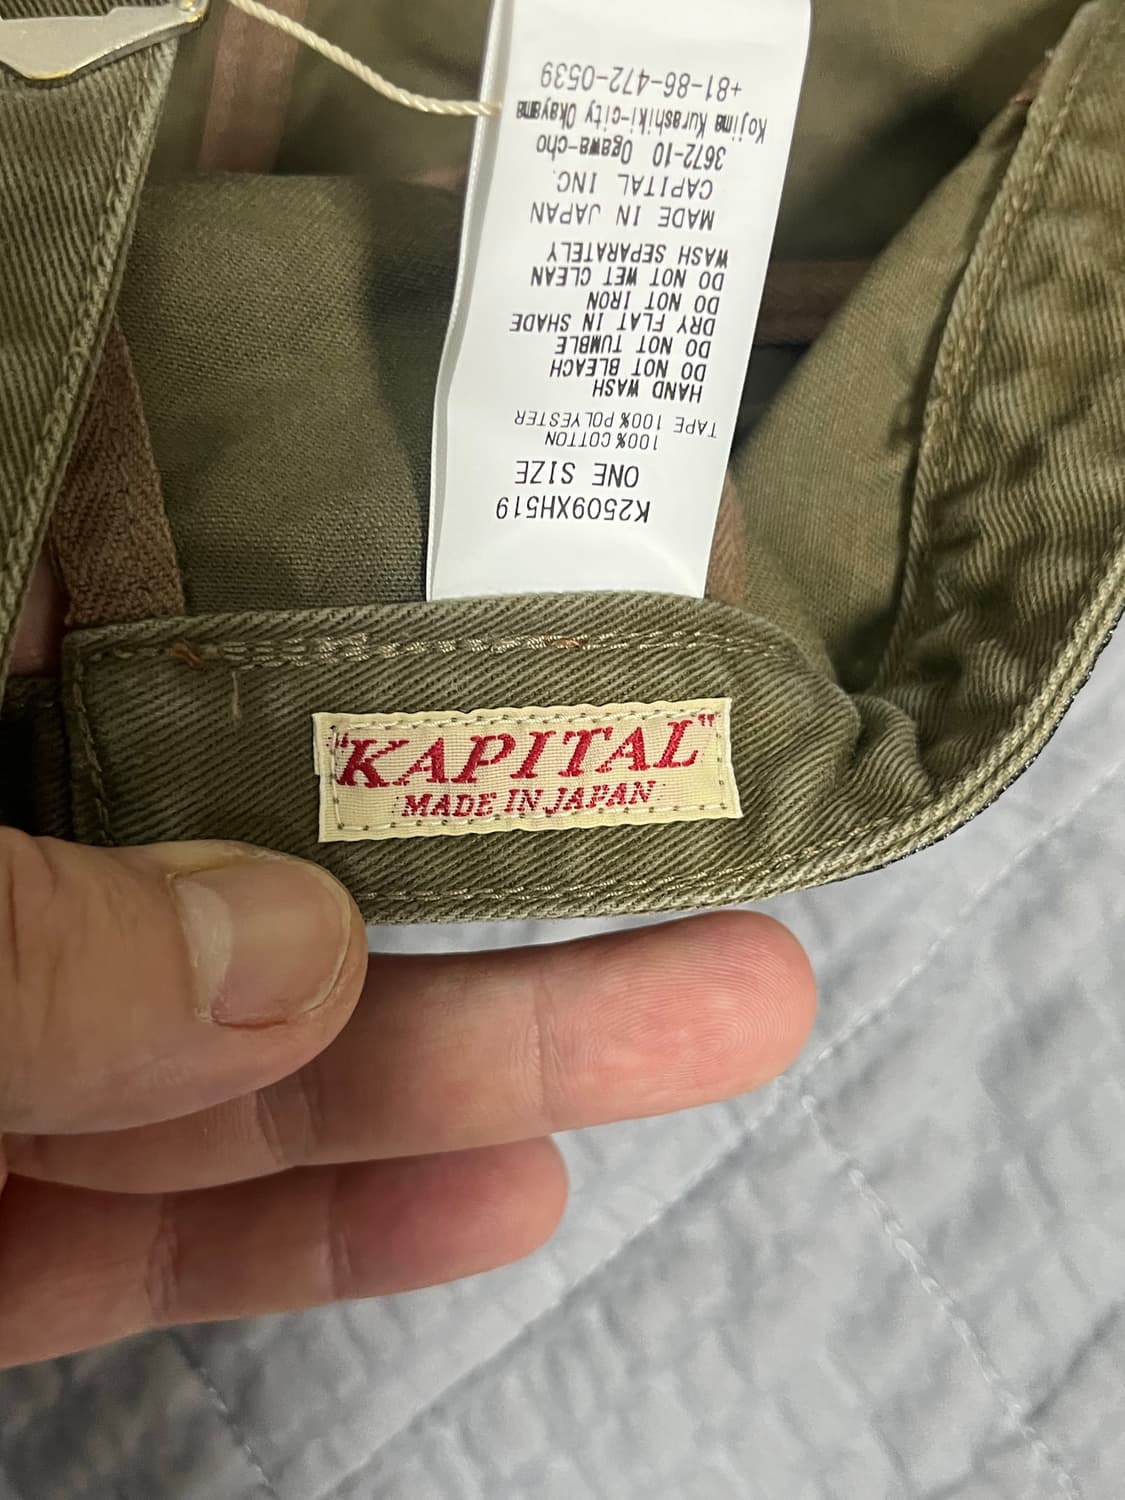 K2509XH519
ONE SIZE
100% COTTON
TAPE 100% POLYESTER
HAND WASH
DO NOT BLEACH
DO NOT TUMBLE
DRY FLAT IN SHADE
DO NOT IRON
DO NOT WET CLEAN
WASH SEPARATELY
MADE IN JAPAN
CAPITAL INC.
3672-10 Ogawa-cho
Kojima Kurashiki-city Okayama
+81-86-472-0539
"KAPITAL"
MADE IN JAPAN